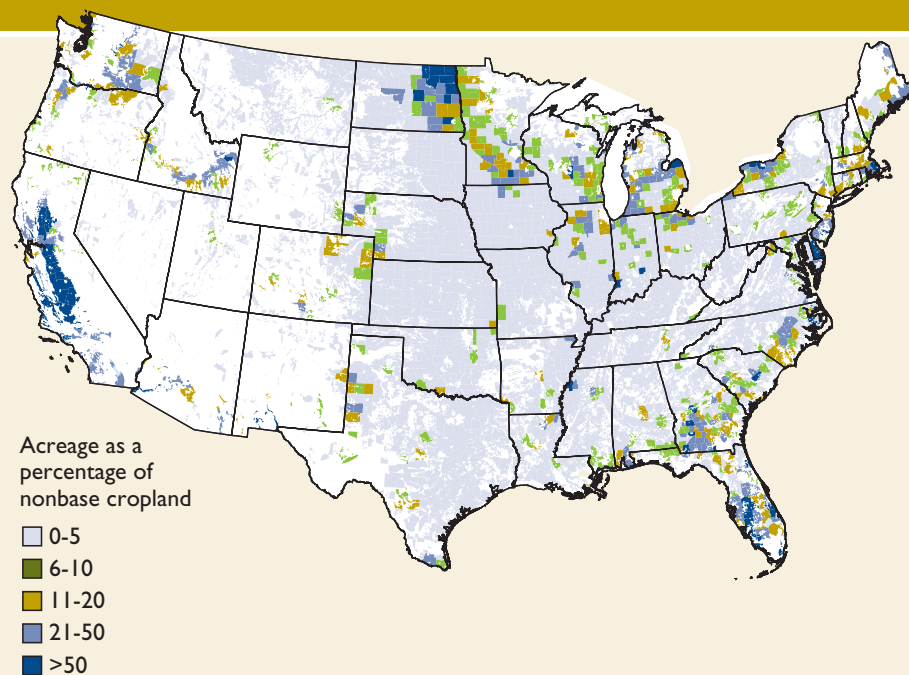 Acreage as a
percentage of
nonbase cropland
0-5
6-10
11-20
21-50
>50